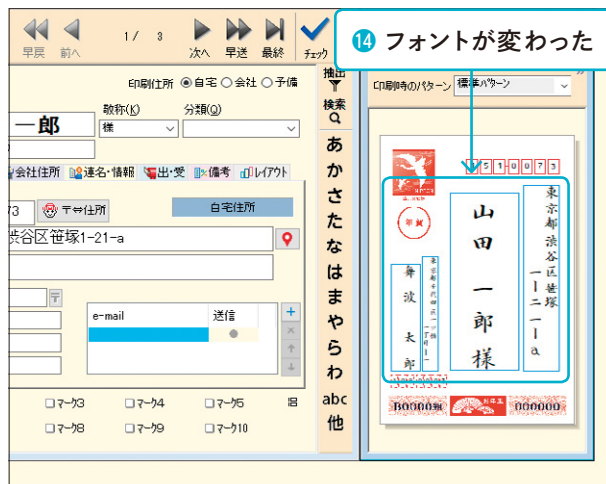 早戻
前へ
1/ 3
次へ
早送
最終
チェック
⑭ フォントが変わった
印刷住所 ◉自宅 ○会社 ○予備
抽出
検索
印刷時のパターン 標準パターン
敬称(K)
分類(Q)
一郎
様
会社住所 連名・情報 出・受 備考 レイアウト
73
〒⇔住所
自宅住所
渋谷区笹塚1-21-a
〒
e-mail 送信
□マーク3 □マーク4 □マーク5
□マーク8 □マーク9 □マーク10
あ
か
さ
た
な
は
ま
や
ら
わ
abc
他
1510073
年賀
東京都渋谷区笹塚
一ー二一ーa
山田 一郎 様
舞波 太郎
B0000組
000000